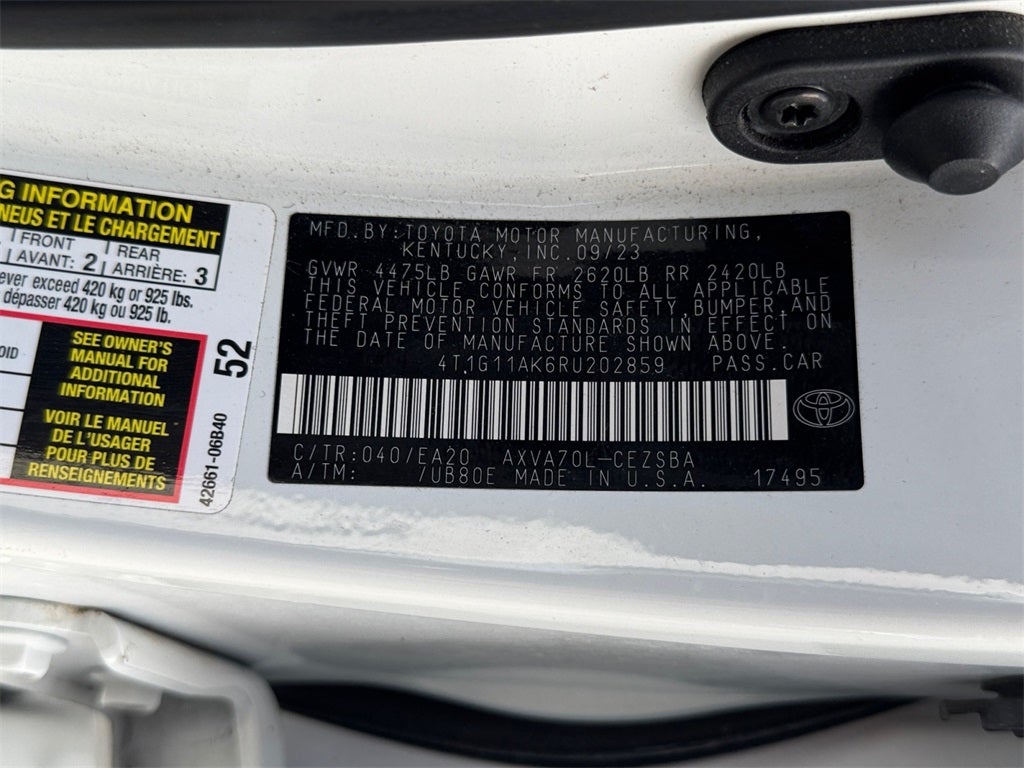 G INFORMATION
NEUS ET LE CHARGEMENT
FRONT REAR
AVANT: 2 ARRIÈRE: 3
ever exceed 420 kg or 925 lbs.
dépasser 420 kg ou 925 lb.
OID
SEE OWNER'S
MANUAL FOR
ADDITIONAL
INFORMATION
VOIR LE MANUEL
DE L'USAGER
POUR PLUS DE
RENSEIGNEMENTS
52
42661-06B40
MFD.BY:TOYOTA MOTOR MANUFACTURING,
KENTUCKY,INC.09/23
GVWR 4475LB GAWR FR 2620LB RR 2420LB
THIS VEHICLE CONFORMS TO ALL APPLICABLE
FEDERAL MOTOR VEHICLE SAFETY,BUMPER,AND
THEFT PREVENTION STANDARDS IN EFFECT ON
THE DATE OF MANUFACTURE SHOWN ABOVE.
4T1G11AK6RU202859 PASS.CAR
C/TR:040/EA20 AXVA70L-CEZSBA
A/TM: /UB80E MADE IN U.S.A. 17495